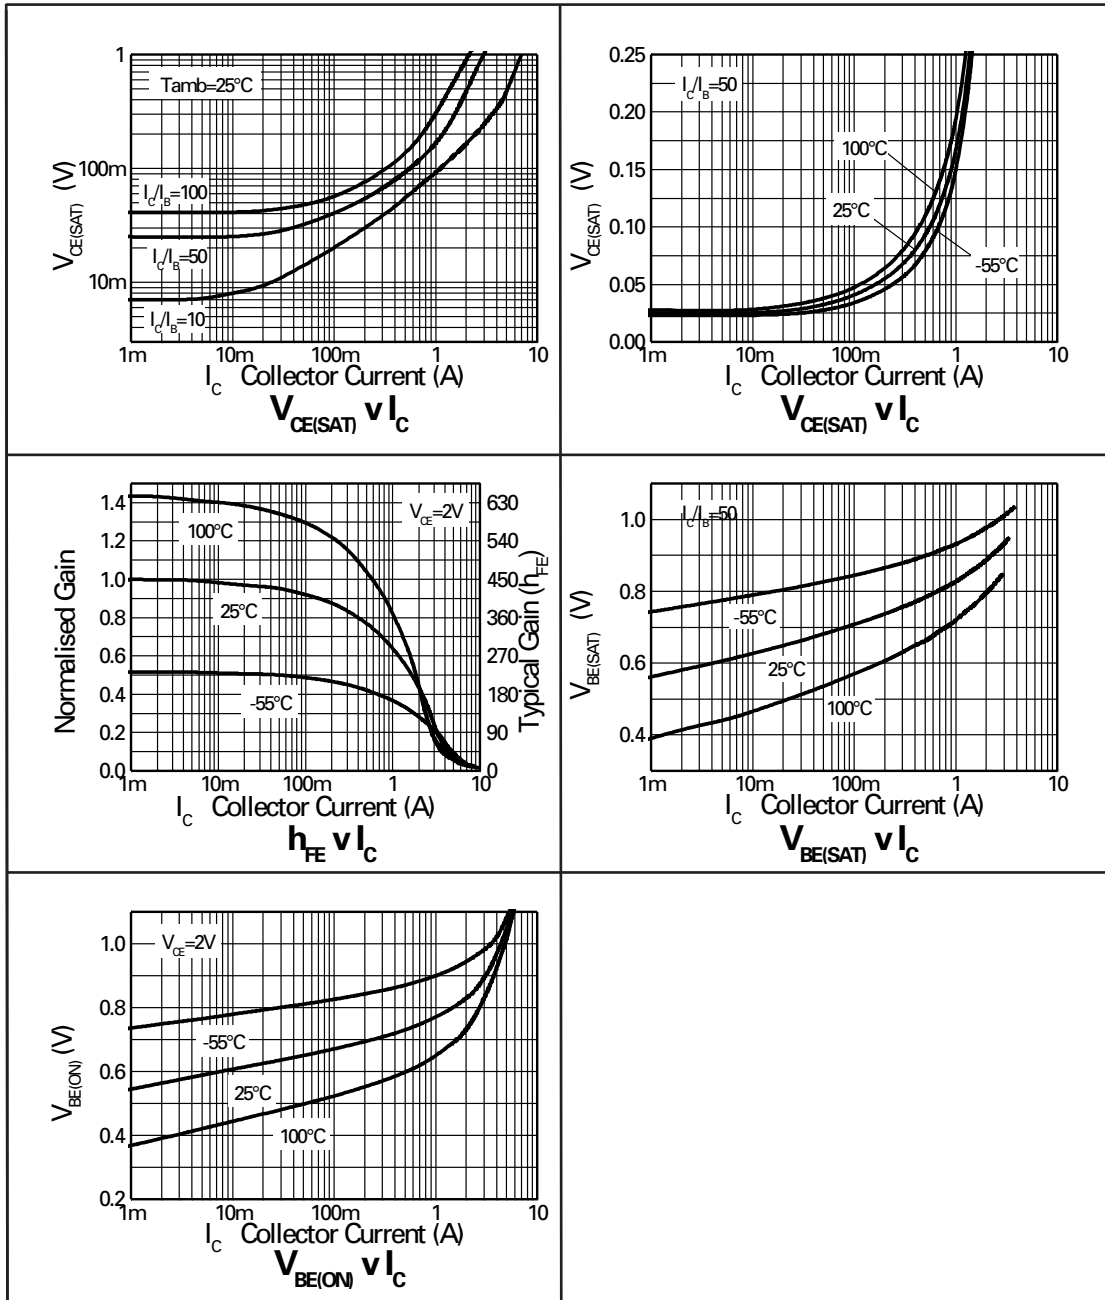 1
Tamb=25°C
100m
V_CE(SAT) (V)
I_C/I_B=100
I_C/I_B=50
10m
I_C/I_B=10
1m 10m 100m 1 10
I_C Collector Current (A)
V_CE(SAT) v I_C
0.25
I_C/I_B=50
0.20
0.15
100°C
V_CE(SAT) (V)
0.10
25°C
-55°C
0.05
0.00
1m 10m 100m 1 10
I_C Collector Current (A)
V_CE(SAT) v I_C
1.4 630
V_CE=2V
100°C
1.2 540
1.0 450
Normalised Gain
Typical Gain (h_FE)
0.8 360
25°C
0.6 270
0.4 180
-55°C
0.2 90
0.0 0
1m 10m 100m 1 10
I_C Collector Current (A)
h_FE v I_C
I_C/I_B=50
1.0
0.8
-55°C
V_BE(SAT) (V)
0.6
25°C
100°C
0.4
1m 10m 100m 1 10
I_C Collector Current (A)
V_BE(SAT) v I_C
V_CE=2V
1.0
0.8
-55°C
V_BE(ON) (V)
0.6
25°C
0.4
100°C
0.2
1m 10m 100m 1 10
I_C Collector Current (A)
V_BE(ON) v I_C